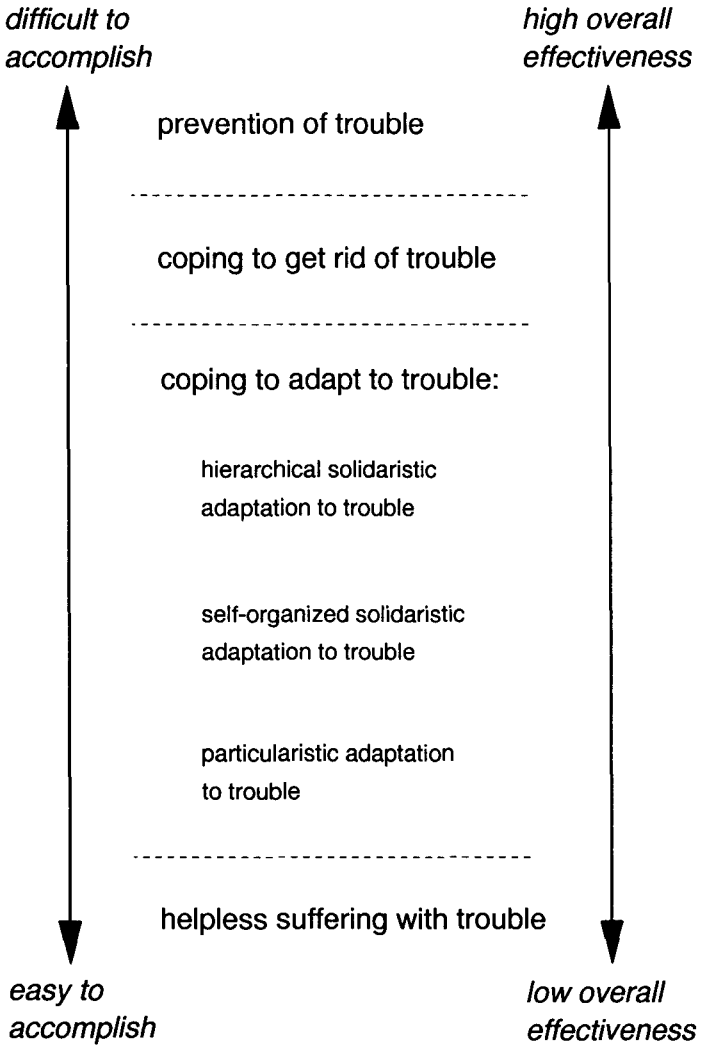 difficult to
accomplish
high overall
effectiveness
prevention of trouble
coping to get rid of trouble
coping to adapt to trouble:
hierarchical solidaristic
adaptation to trouble
self-organized solidaristic
adaptation to trouble
particularistic adaptation
to trouble
helpless suffering with trouble
easy to
accomplish
low overall
effectiveness